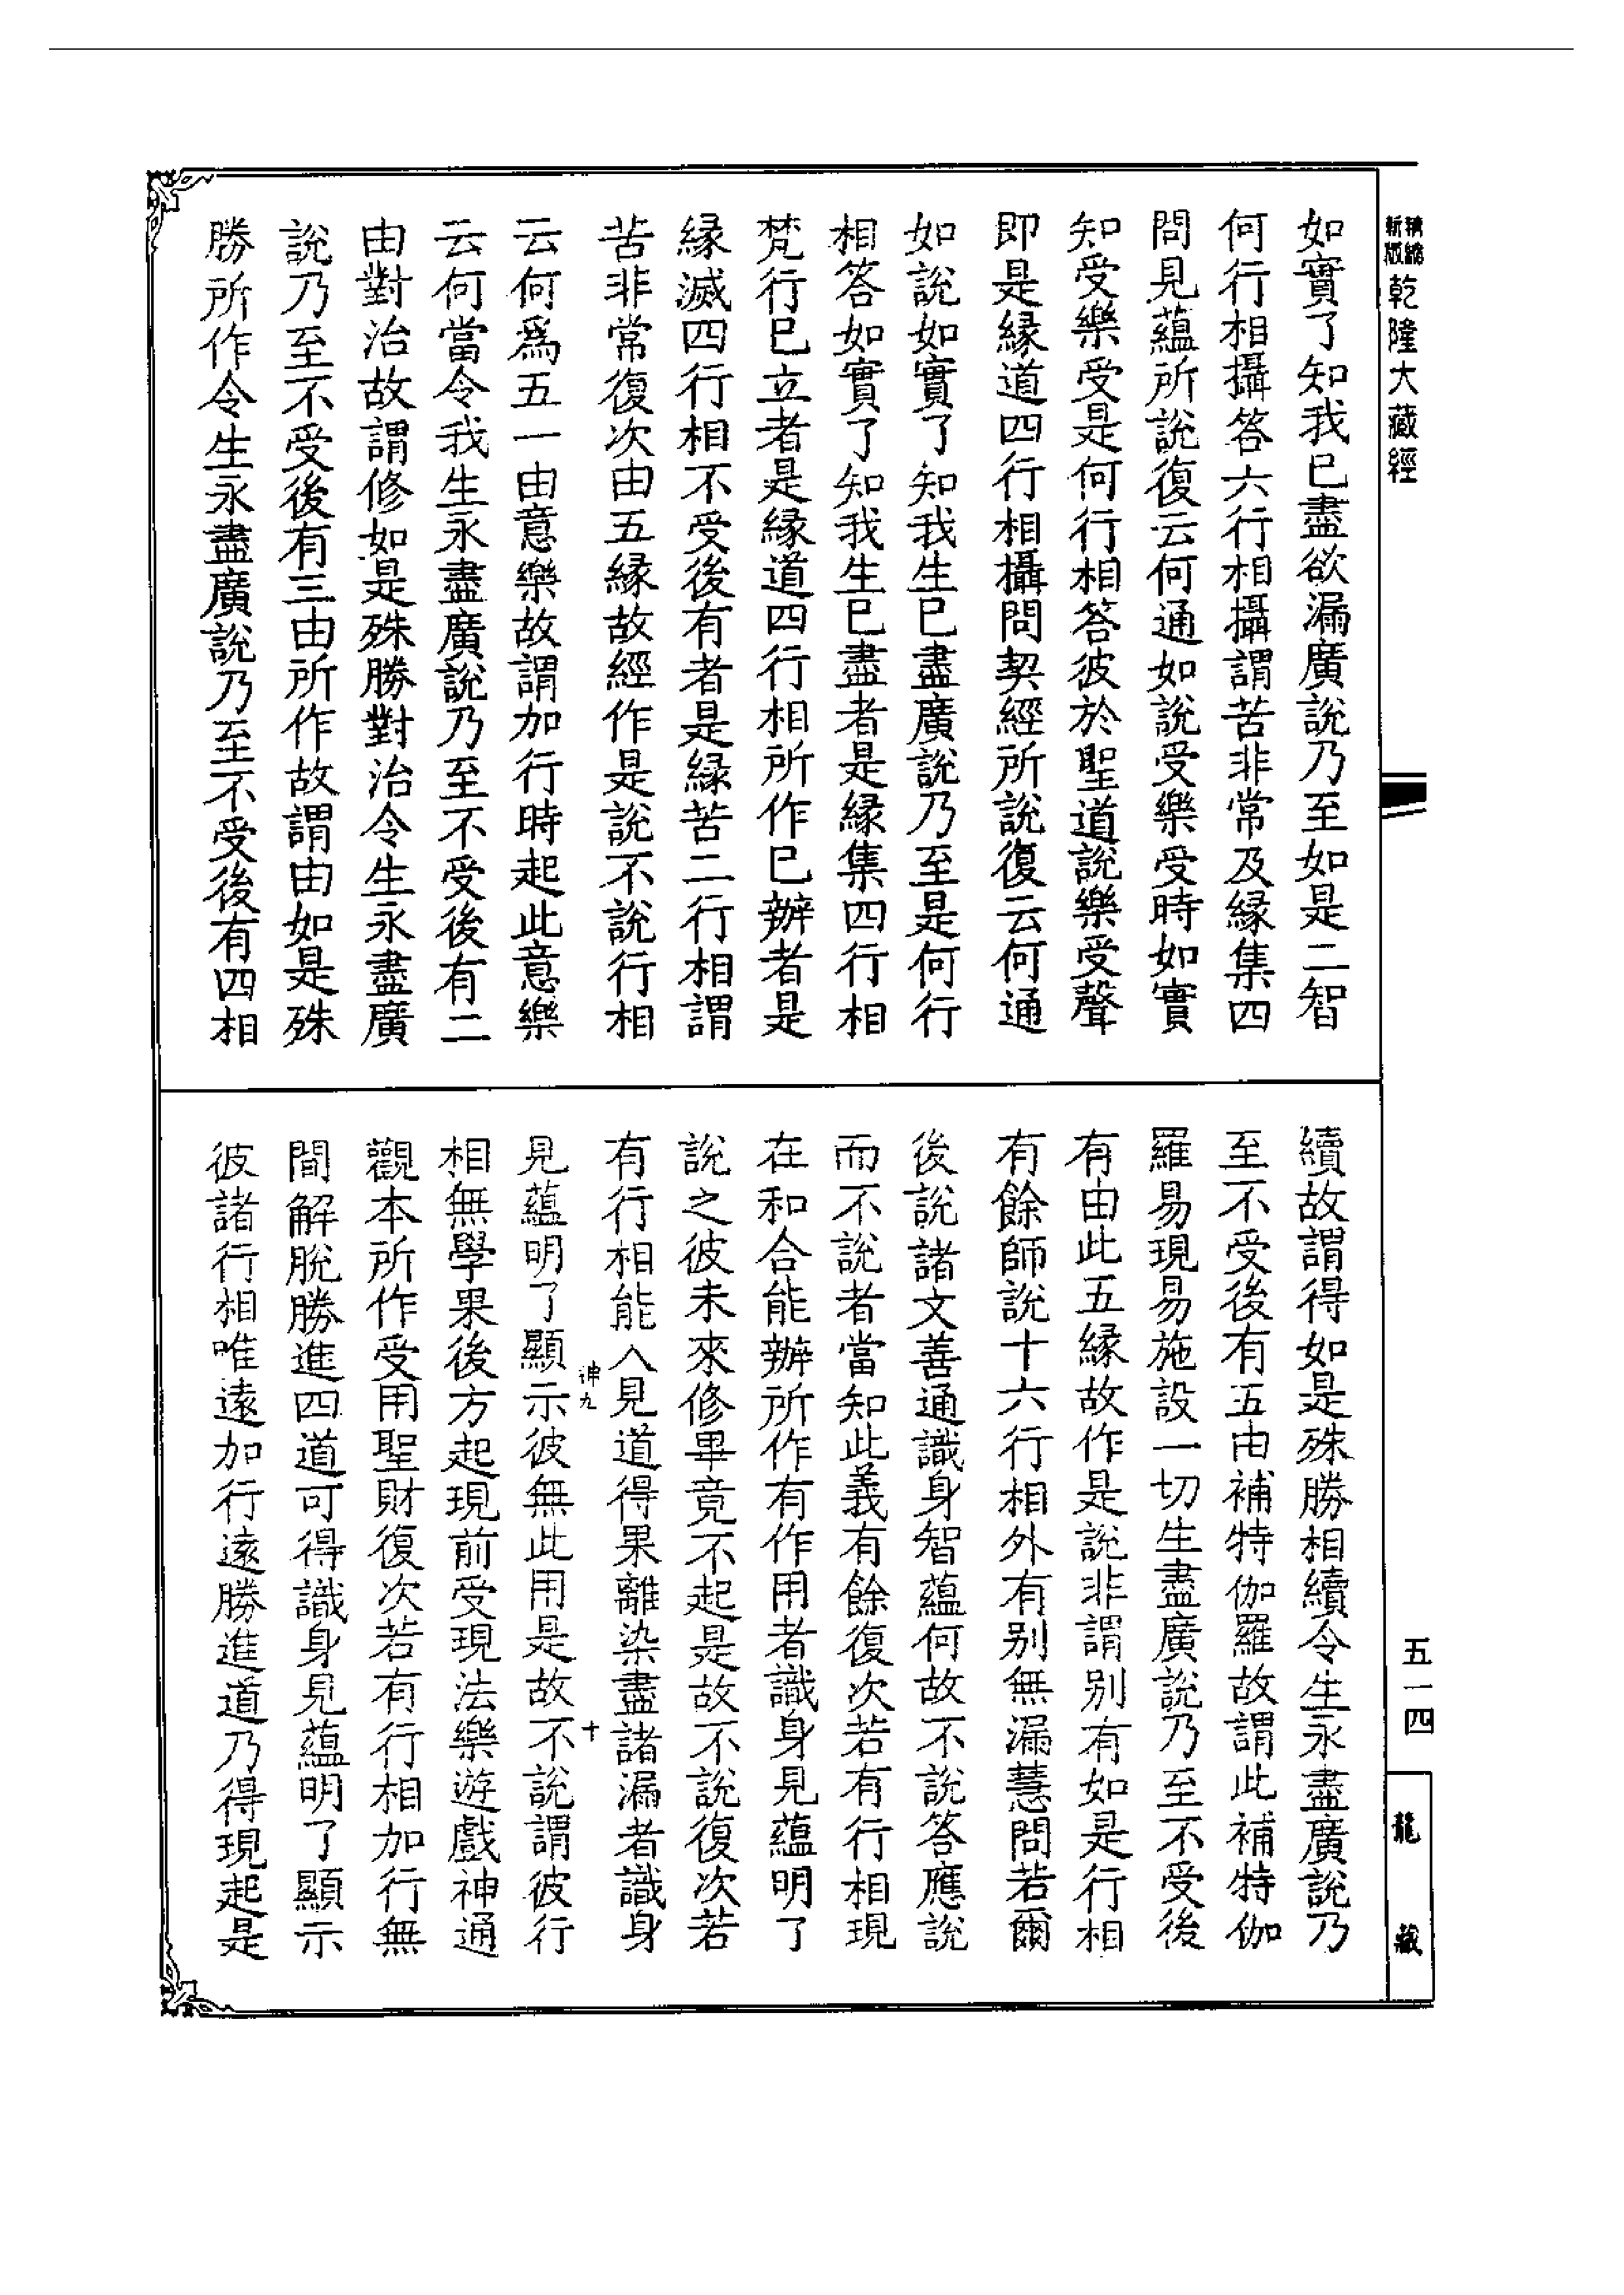 乾隆大藏經
如實了知我已盡欲漏廣說乃至如是二智
何行相攝答六行相攝謂苦非常及緣集四
問見蘊所說復云何通如說受樂受時如實
知受樂受是何行相答彼於聖道說樂受聲
即是緣道四行相攝問契經所說復云何通
如說如實了知我生已盡廣說乃至是何行
相答如實了知我生已盡者是緣集四行相
梵行已立者是緣道四行相所作已辦者是
緣滅四行相不受後有者是緣苦二行相謂
苦非常復次由五緣故經作是說不說行相
云何爲五一由意樂故謂加行時起此意樂
云何當令我生永盡廣說乃至不受後有二
由對治故謂修如是殊勝對治令生永盡廣
說乃至不受後有三由所作故謂由如是殊
勝所作令生永盡廣說乃至不受後有四相
續故謂得如是殊勝相續令生永盡廣說乃
至不受後有五由補特伽羅故謂此補特伽
羅易現易施設一切生盡廣說乃至不受後
有由此五緣故作是說非謂別有如是行相
有餘師說十六行相外有別無漏慧問若爾
後說諸文善通識身智蘊何故不說答應說
而不說者當知此義有餘復次若有行相現
在和合能辦所作有作用者識身見蘊明了
說之彼未來修畢竟不起是故不說復次若
有行相能入見道得果離染盡諸漏者識身
見蘊明了顯示彼無此用是故不說謂彼行
神九
十
相無學果後方起現前受現法樂遊戲神通
觀本所作受用聖財復次若有行相加行無
間解脫勝進四道可得識身見蘊明了顯示
彼諸行相唯遠加行遠勝進道乃得現起是
五一四
龍藏